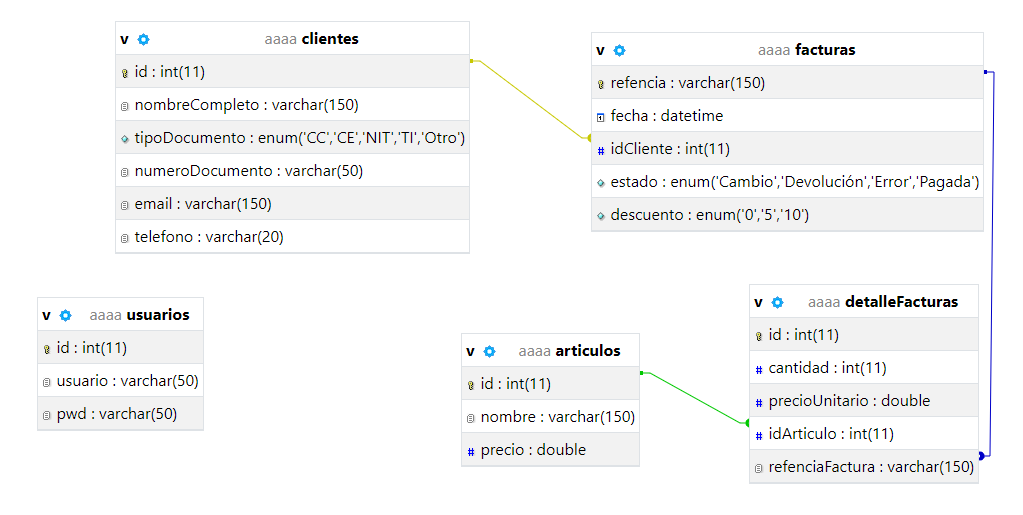 v aaaa clientes
id : int(11)
nombreCompleto : varchar(150)
tipoDocumento : enum('CC','CE','NIT','TI','Otro')
numeroDocumento : varchar(50)
email : varchar(150)
telefono : varchar(20)
v aaaa facturas
refencia : varchar(150)
fecha : datetime
# idCliente : int(11)
estado : enum('Cambio','Devolución','Error','Pagada')
descuento : enum('0','5','10')
v aaaa usuarios
id : int(11)
usuario : varchar(50)
pwd : varchar(50)
v aaaa articulos
id : int(11)
nombre : varchar(150)
# precio : double
v aaaa detalleFacturas
id : int(11)
# cantidad : int(11)
# precioUnitario : double
# idArticulo : int(11)
refenciaFactura : varchar(150)